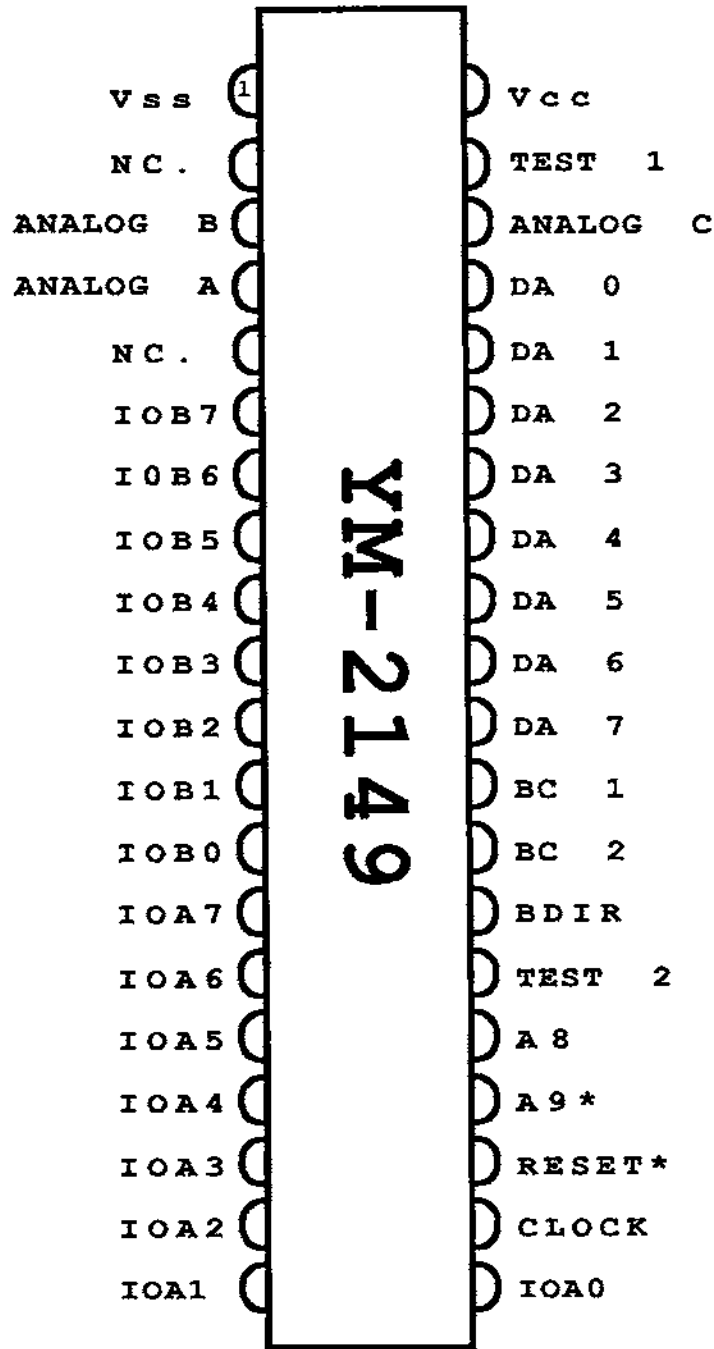 1
Vss Vcc
NC. TEST 1
ANALOG B ANALOG C
ANALOG A DA 0
NC. DA 1
IOB7 DA 2
I0B6 DA 3
IOB5 DA 4
IOB4 DA 5
IOB3 DA 6
IOB2 DA 7
IOB1 BC 1
IOB0 BC 2
IOA7 BDIR
IOA6 TEST 2
IOA5 A8
IOA4 A9*
IOA3 RESET*
IOA2 CLOCK
IOA1 IOA0
YM-2149